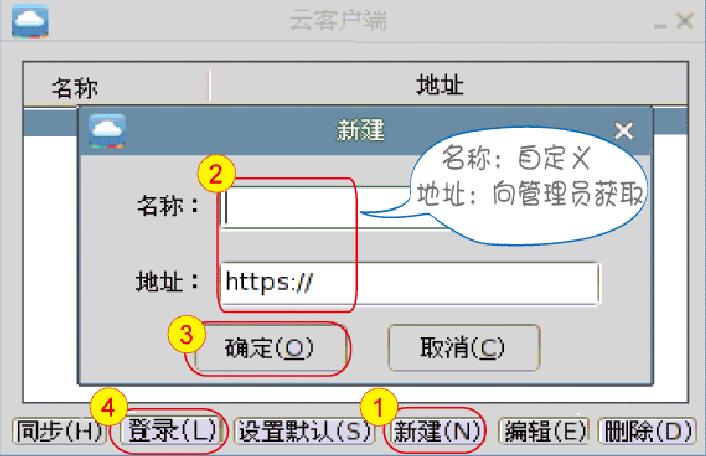 云客户端
名称 地址
新建
名称：自定义
地址：向管理员获取
2
名称：
地址： https://
3
确定(O) 取消(C)
4 1
同步(H) 登录(L) 设置默认(S) 新建(N) 编辑(E) 删除(D)